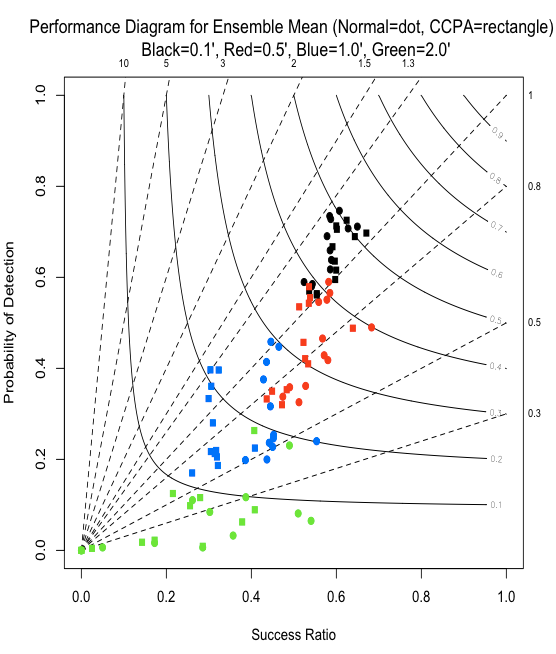 Performance Diagram for Ensemble Mean (Normal=dot, CCPA=rectangle)
Black=0.1', Red=0.5', Blue=1.0', Green=2.0'
10 5 3 2 1.5 1.3
1.0 0.8 0.6 0.4 0.2 0.0
Probability of Detection
1 0.8 0.5 0.3
0.9 0.8 0.7 0.6 0.5 0.4 0.2 0.1
0.0 0.2 0.4 0.6 0.8 1.0
Success Ratio